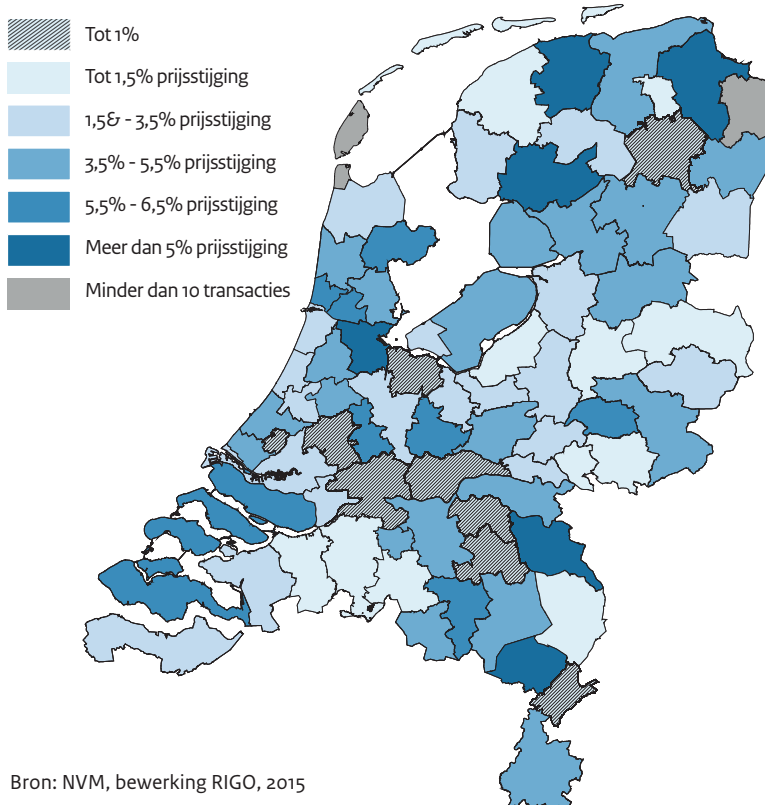 Tot 1%
Tot 1,5% prijsstijging
1,5& - 3,5% prijsstijging
3,5% - 5,5% prijsstijging
5,5% - 6,5% prijsstijging
Meer dan 5% prijsstijging
Minder dan 10 transacties
Bron: NVM, bewerking RIGO, 2015